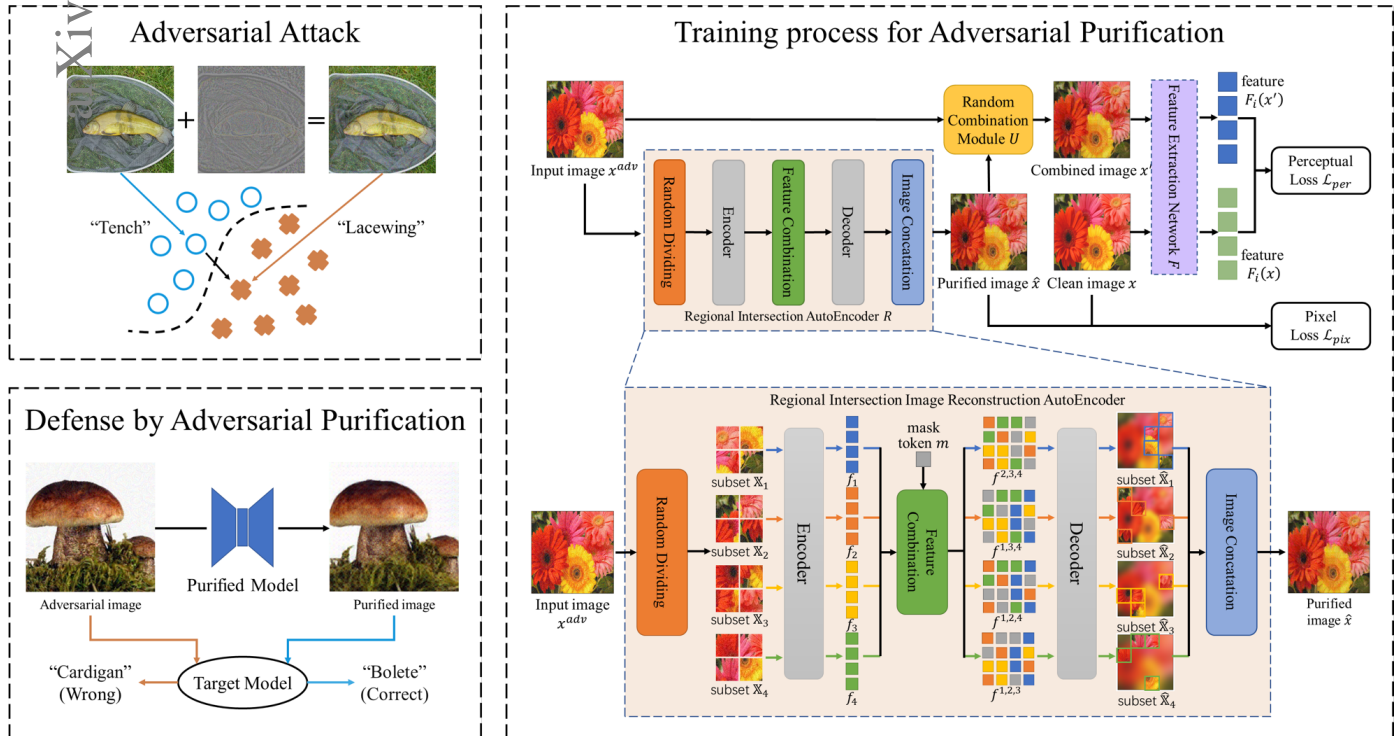 Xiv
Adversarial Attack
+
=
"Tench"
"Lacewing"
Defense by Adversarial Purification
Purified Model
Adversarial image
Purified image
"Cardigan"
(Wrong)
Target Model
"Bolete"
(Correct)
Training process for Adversarial Purification
Input image x^{adv}
Random
Combination
Module U
Combined image x'
Feature Extraction Network F
feature
F_i(x')
Perceptual
Loss ℒ_{per}
Random Dividing
Encoder
Feature Combination
Decoder
Image Concatation
Regional Intersection AutoEncoder R
Purified image x̂
Clean image x
feature
F_i(x)
Pixel
Loss ℒ_{pix}
Regional Intersection Image Reconstruction AutoEncoder
Input image
x^{adv}
Random Dividing
subset 𝕏_1
subset 𝕏_2
subset 𝕏_3
subset 𝕏_4
Encoder
f_1
f_2
f_3
f_4
mask
token m
Feature
Combination
f^{2,3,4}
f^{1,3,4}
f^{1,2,4}
f^{1,2,3}
Decoder
subset 𝕏̂_1
subset 𝕏̂_2
subset 𝕏̂_3
subset 𝕏̂_4
Image Concatation
Purified
image x̂